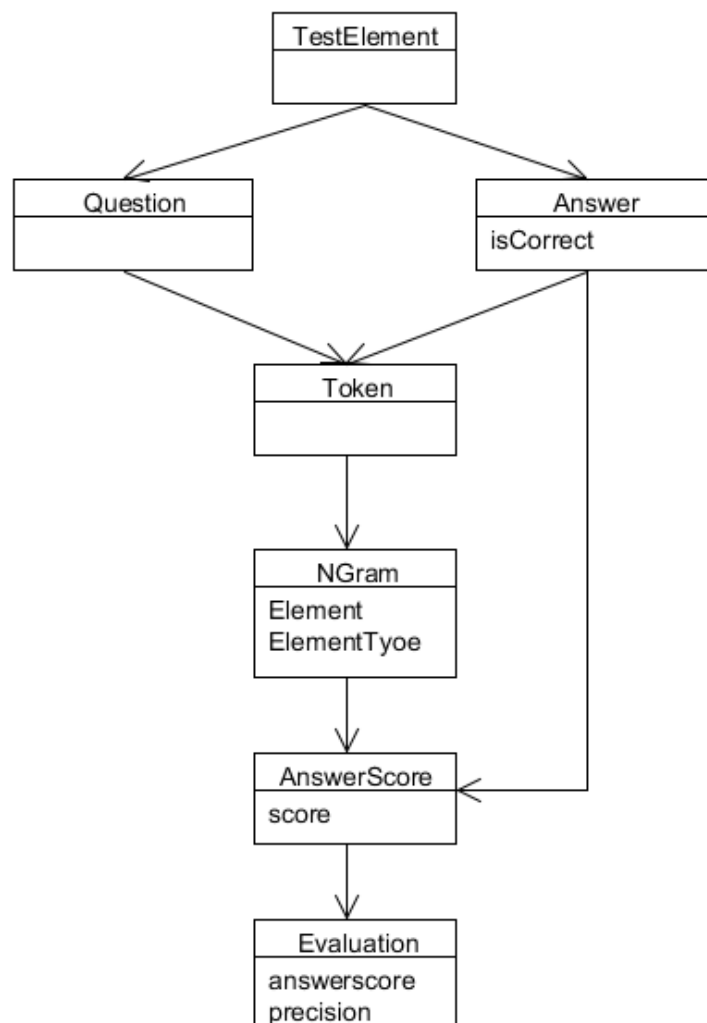 TestElement
Question
Answer
isCorrect
Token
NGram
Element
ElementTyoe
AnswerScore
score
Evaluation
answerscore
precision